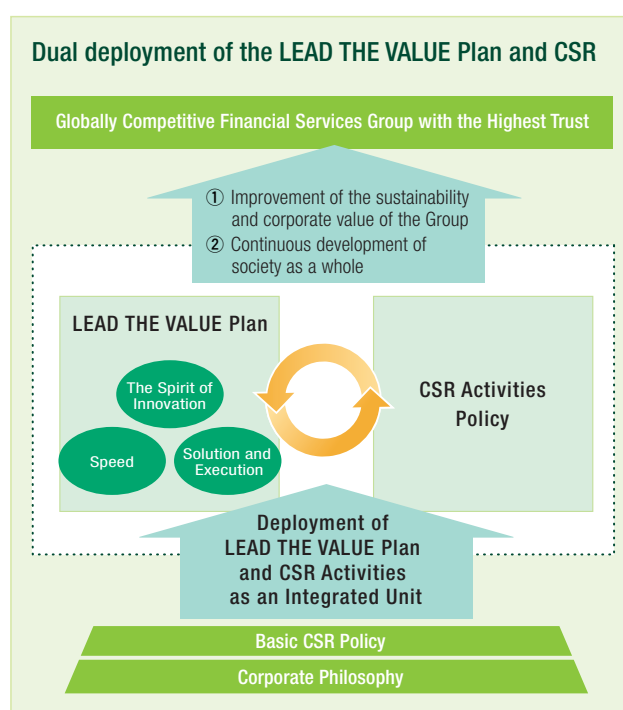 Dual deployment of the LEAD THE VALUE Plan and CSR
Globally Competitive Financial Services Group with the Highest Trust
① Improvement of the sustainability
and corporate value of the Group
② Continuous development of
society as a whole
LEAD THE VALUE Plan
The Spirit of
Innovation
Speed
Solution and
Execution
CSR Activities
Policy
Deployment of
LEAD THE VALUE Plan
and CSR Activities
as an Integrated Unit
Basic CSR Policy
Corporate Philosophy